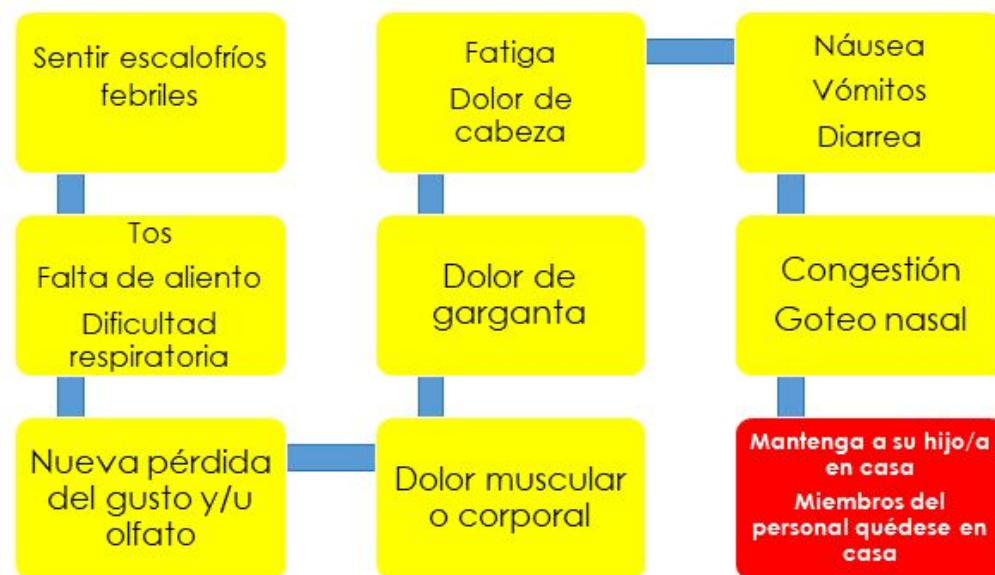 Sentir escalofríos
febriles
Tos
Falta de aliento
Dificultad
respiratoria
Nueva pérdida
del gusto y/u
olfato
Dolor muscular
o corporal
Dolor de
garganta
Fatiga
Dolor de
cabeza
Náusea
Vómitos
Diarrea
Congestión
Goteo nasal
Mantenga a su hijo/a
en casa
Miembros del
personal quédese en
casa